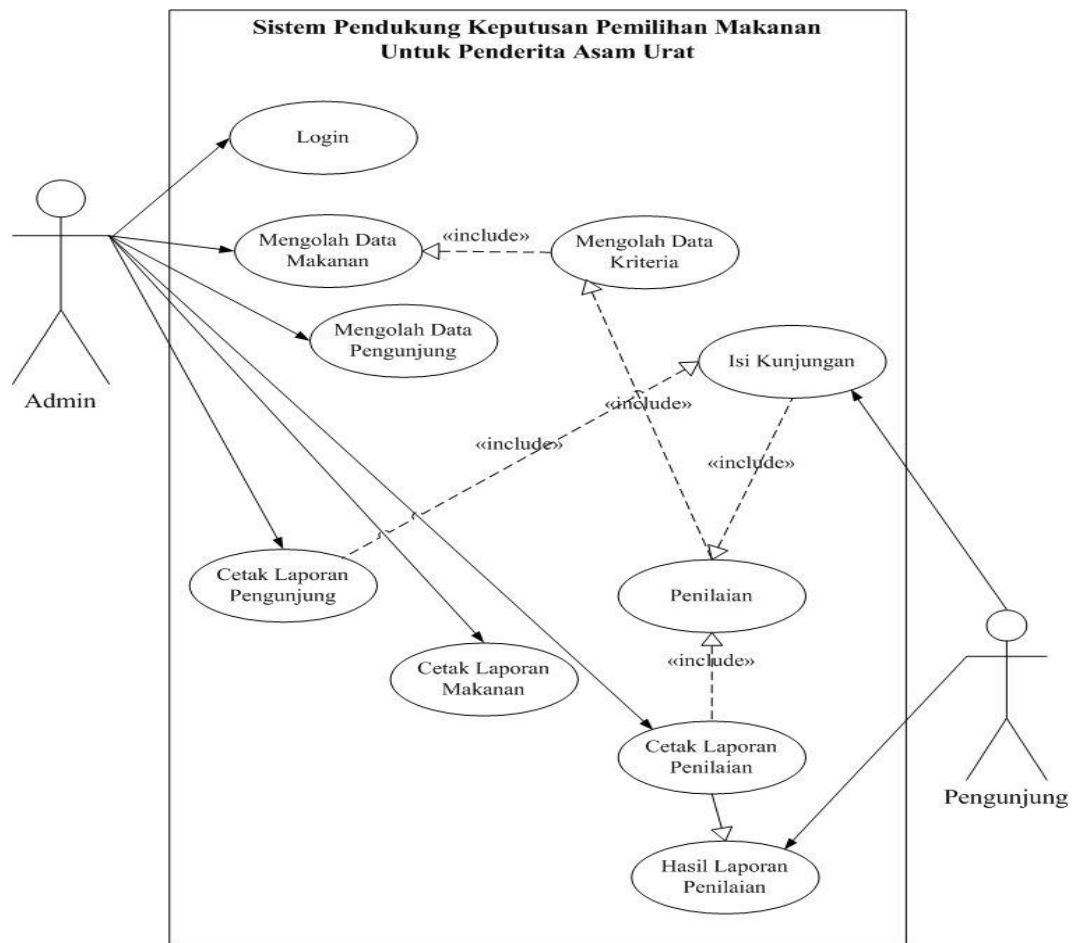 Sistem Pendukung Keputusan Pemilihan Makanan
Untuk Penderita Asam Urat
Login
Mengolah Data
Makanan
«include»
Mengolah Data
Kriteria
Mengolah Data
Pengunjung
Isi Kunjungan
Admin
«include»
«include»
«include»
Cetak Laporan
Pengunjung
Penilaian
«include»
Cetak Laporan
Makanan
Cetak Laporan
Penilaian
Pengunjung
Hasil Laporan
Penilaian